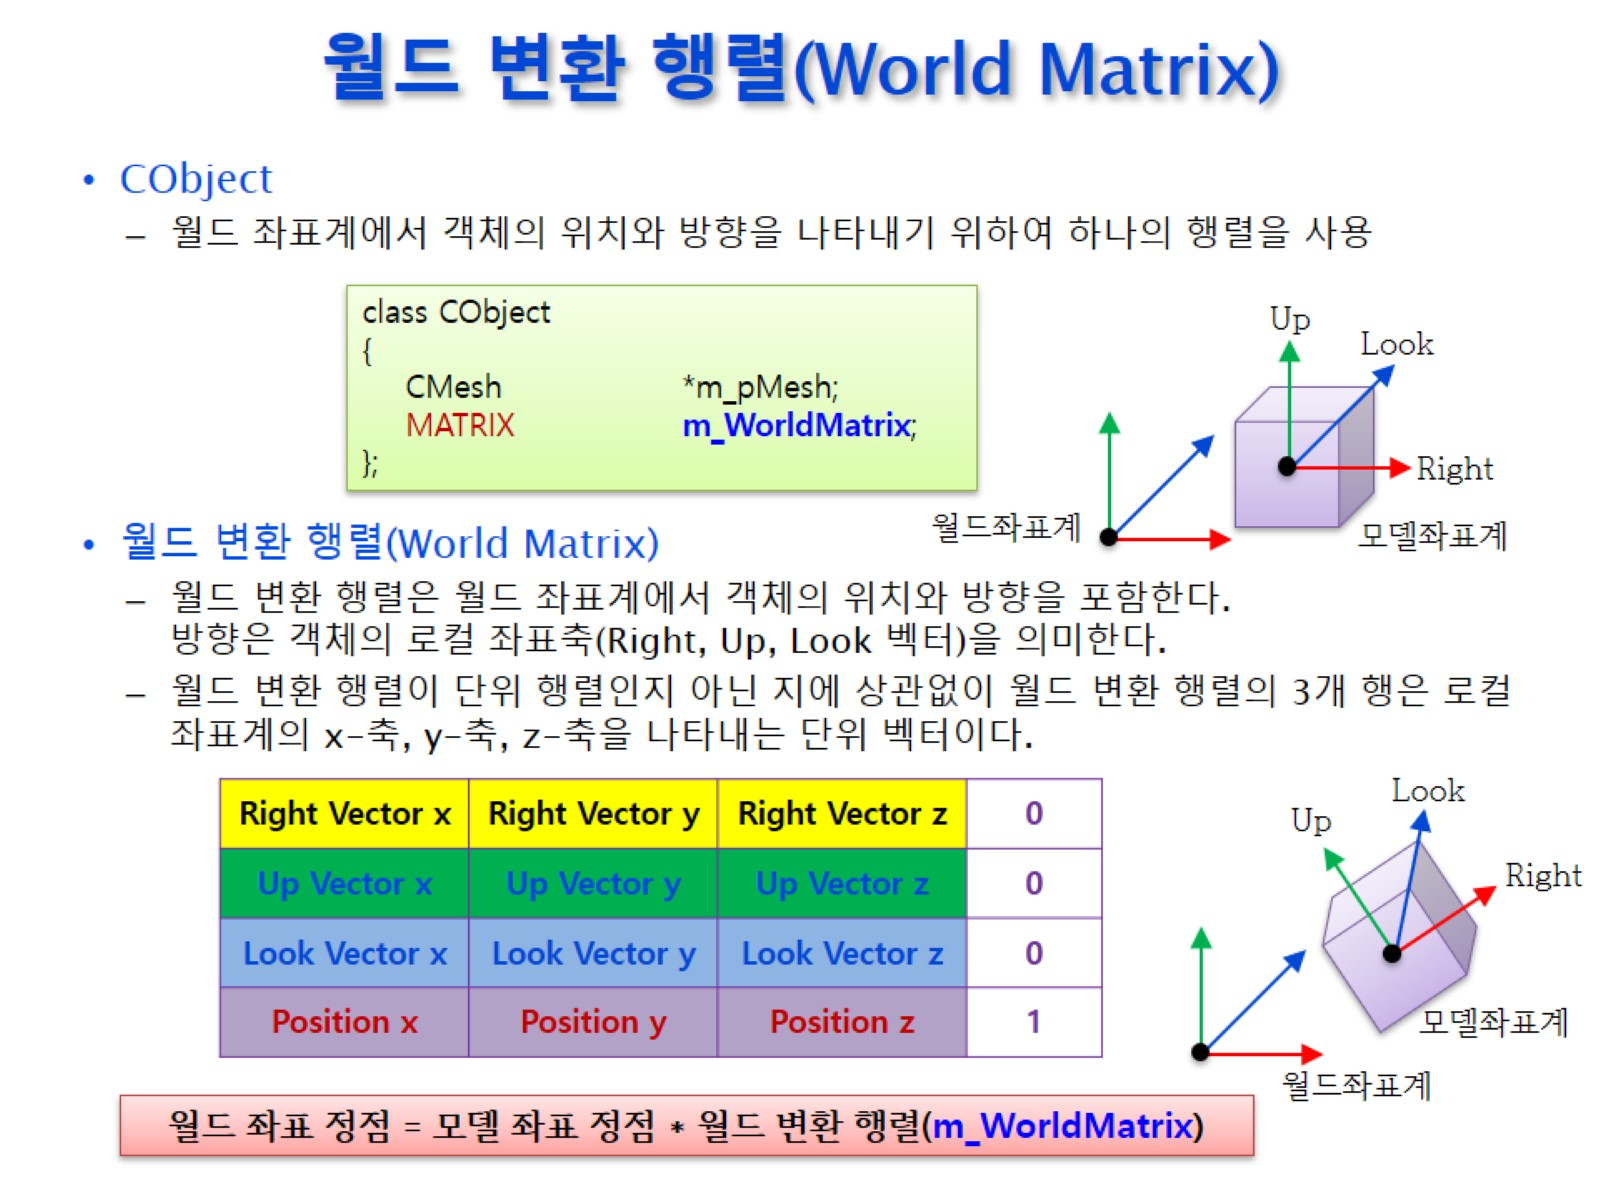 월드 변환 행렬(World Matrix)
• CObject
– 월드 좌표계에서 객체의 위치와 방향을 나타내기 위하여 하나의 행렬을 사용
class CObject
{
CMesh *m_pMesh;
MATRIX m_WorldMatrix;
};
Up
Look
Right
월드좌표계
모델좌표계
• 월드 변환 행렬(World Matrix)
– 월드 변환 행렬은 월드 좌표계에서 객체의 위치와 방향을 포함한다.
방향은 객체의 로컬 좌표축(Right, Up, Look 벡터)을 의미한다.
– 월드 변환 행렬이 단위 행렬인지 아닌 지에 상관없이 월드 변환 행렬의 3개 행은 로컬
좌표계의 x-축, y-축, z-축을 나타내는 단위 벡터이다.
Right Vector x Right Vector y Right Vector z 0
Up Vector x Up Vector y Up Vector z 0
Look Vector x Look Vector y Look Vector z 0
Position x Position y Position z 1
Look
Up
Right
모델좌표계
월드좌표계
월드 좌표 정점 = 모델 좌표 정점 * 월드 변환 행렬(m_WorldMatrix)